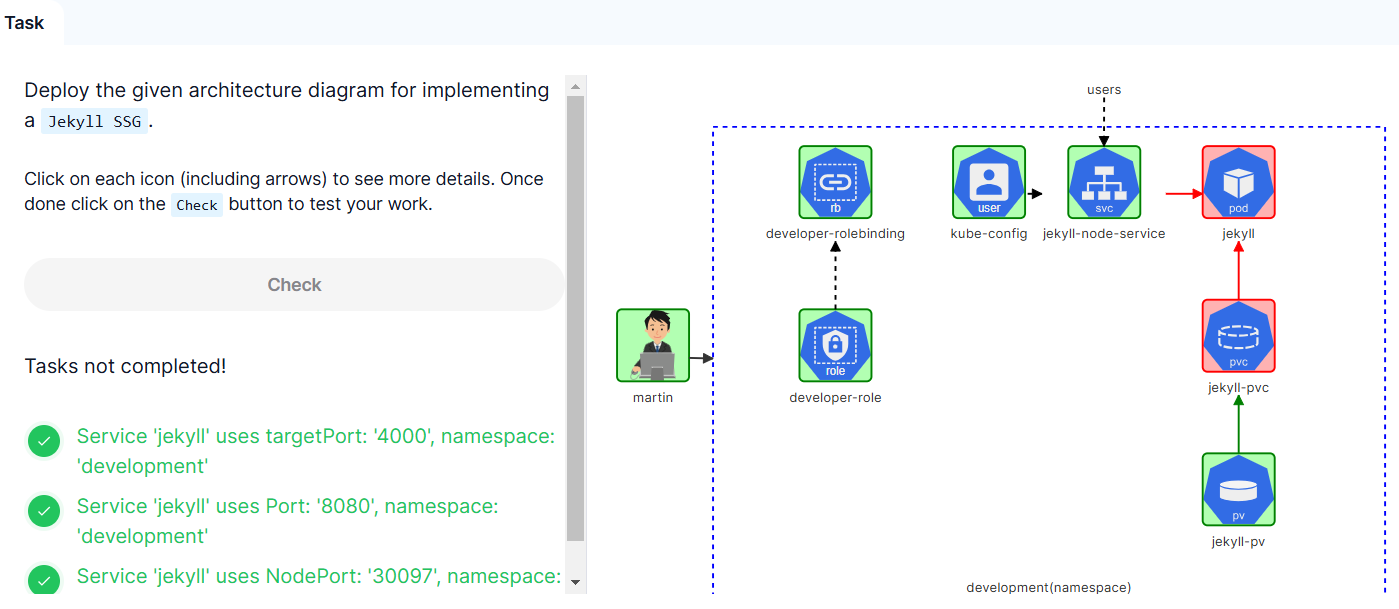 Task
Deploy the given architecture diagram for implementing
a Jekyll SSG.
Click on each icon (including arrows) to see more details. Once
done click on the Check button to test your work.
Check
Tasks not completed!
Service 'jekyll' uses targetPort: '4000', namespace:
'development'
Service 'jekyll' uses Port: '8080', namespace:
'development'
Service 'jekyll' uses NodePort: '30097', namespace:
users
rb
user
svc
pod
developer-rolebinding
kube-config
jekyll-node-service
jekyll
role
pvc
martin
developer-role
jekyll-pvc
pv
jekyll-pv
development(namespace)